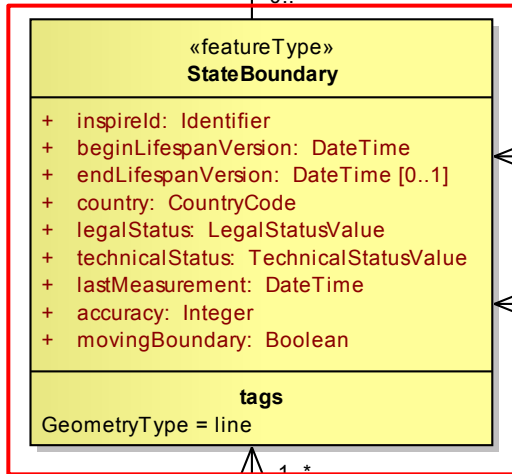 «featureType»
StateBoundary
+ inspireId: Identifier
+ beginLifespanVersion: DateTime
+ endLifespanVersion: DateTime [0..1]
+ country: CountryCode
+ legalStatus: LegalStatusValue
+ technicalStatus: TechnicalStatusValue
+ lastMeasurement: DateTime
+ accuracy: Integer
+ movingBoundary: Boolean
tags
GeometryType = line
1..*